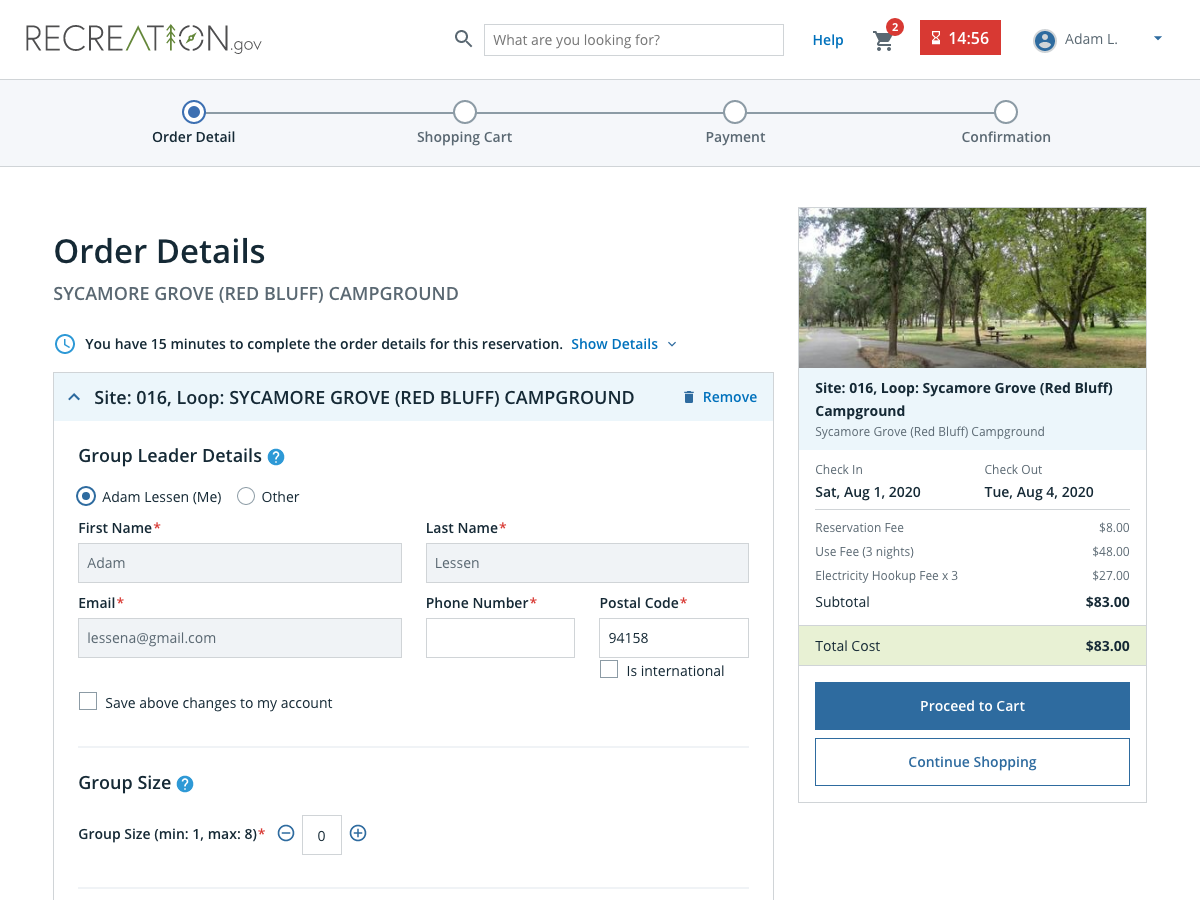 RECREATION.gov
What are you looking for?
Help
2
14:56
Adam L.
Order Detail
Shopping Cart
Payment
Confirmation
Order Details
SYCAMORE GROVE (RED BLUFF) CAMPGROUND
You have 15 minutes to complete the order details for this reservation. Show Details
Site: 016, Loop: SYCAMORE GROVE (RED BLUFF) CAMPGROUND
Remove
Group Leader Details ?
Adam Lessen (Me)
Other
First Name*
Last Name*
Adam
Lessen
Email*
Phone Number*
Postal Code*
lessena@gmail.com
94158
Is international
Save above changes to my account
Group Size ?
Group Size (min: 1, max: 8)*
0
Site: 016, Loop: Sycamore Grove (Red Bluff)
Campground
Sycamore Grove (Red Bluff) Campground
Check In
Check Out
Sat, Aug 1, 2020
Tue, Aug 4, 2020
Reservation Fee $8.00
Use Fee (3 nights) $48.00
Electricity Hookup Fee x 3 $27.00
Subtotal $83.00
Total Cost $83.00
Proceed to Cart
Continue Shopping